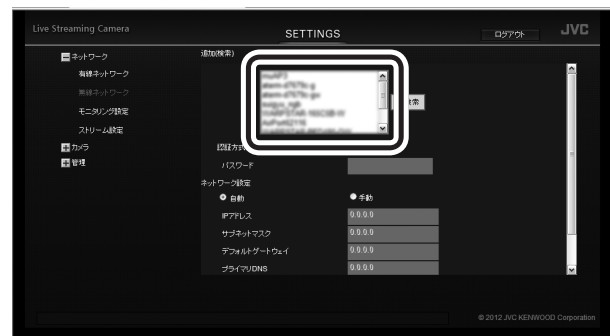 Live Streaming Camera
SETTINGS
ログアウト
JVC
ネットワーク
有線ネットワーク
無線ネットワーク
モニタリング設定
ストリーム設定
カメラ
管理
追加(検索)
検索
認証方式
パスワード
ネットワーク設定
自動
手動
IPアドレス
0.0.0.0
サブネットマスク
0.0.0.0
デフォルトゲートウェイ
0.0.0.0
プライマリDNS
0.0.0.0
© 2012 JVC KENWOOD Corporation